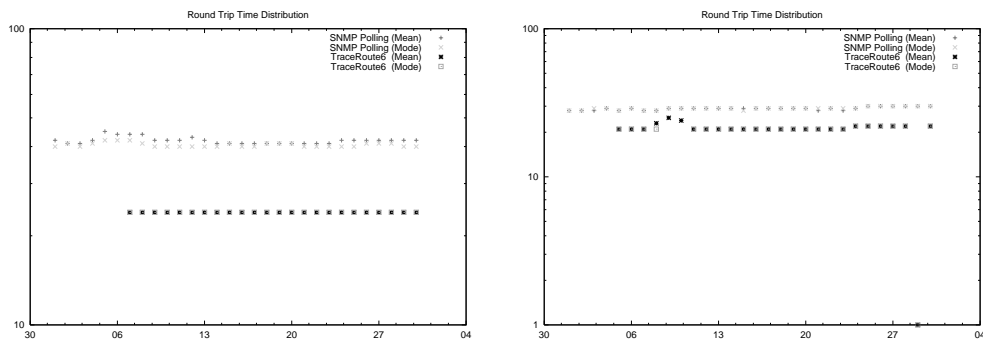 Round Trip Time Distribution
100
SNMP Polling (Mean)
SNMP Polling (Mode)
TraceRoute6 (Mean)
TraceRoute6 (Mode)
10
30 06 13 20 27 04
Round Trip Time Distribution
100
SNMP Polling (Mean)
SNMP Polling (Mode)
TraceRoute6 (Mean)
TraceRoute6 (Mode)
10
1
30 06 13 20 27 04